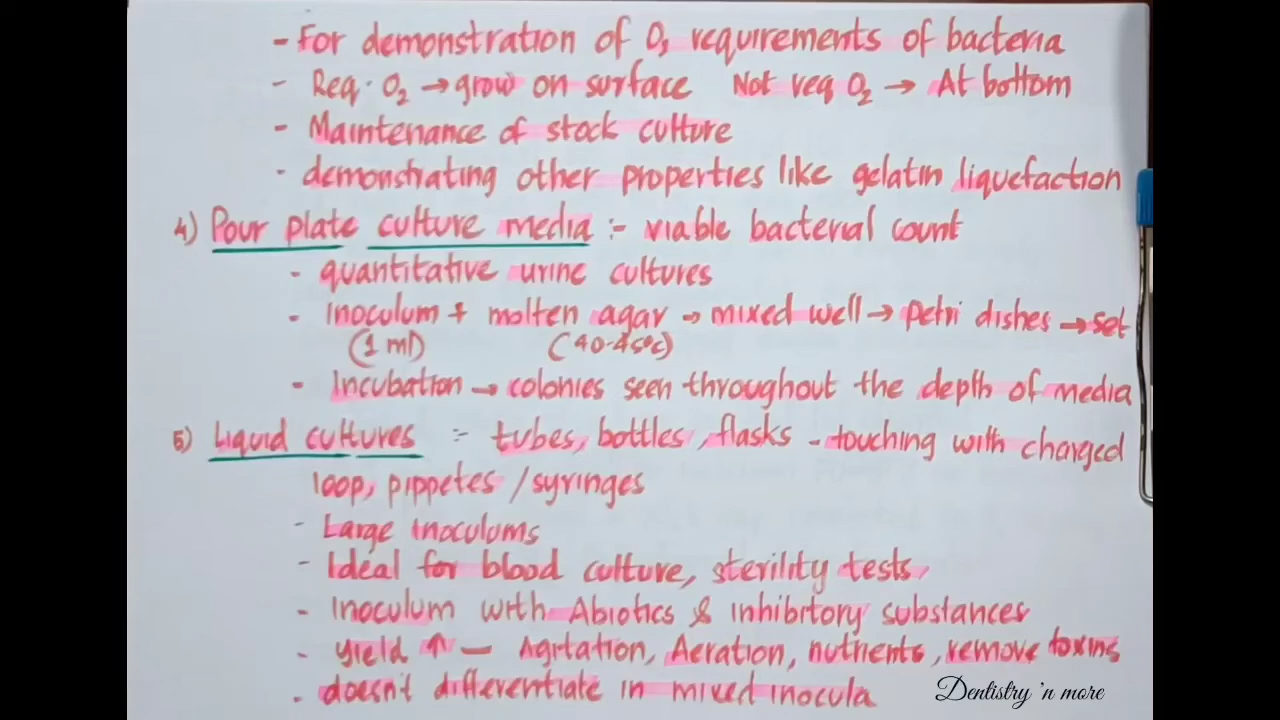 - For demonstration of O2 requirements of bacteria
- Req. O2 → grow on surface Not req O2 → At bottom
- Maintenance of stock culture
- demonstrating other properties like gelatin liquefaction
4) Pour plate culture media :- viable bacterial count
- quantitative urine cultures
- Inoculum + molten agar → mixed well → petri dishes → set
(1 ml) (40-45°c)
- Incubation → colonies seen throughout the depth of media
5) Liquid cultures :- tubes, bottles, flasks - touching with charged
loop, pippetes / syringes
- Large inoculums
- Ideal for blood culture, sterility tests,
- Inoculum with Abiotics & inhibitory substances
- yield ↑ - Agitation, Aeration, nutrients, remove toxins
- doesn't differentiate in mixed inocula
Dentistry 'n more